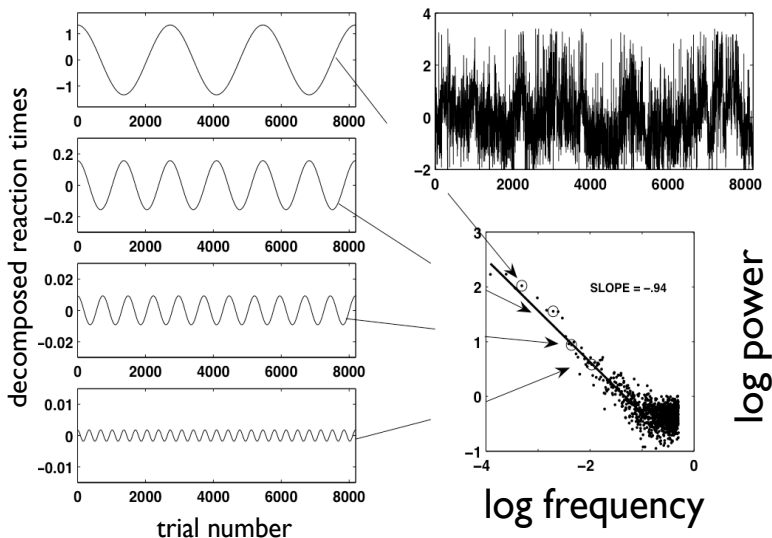 decomposed reaction times
1
0
−1
0 2000 4000 6000 8000
0.2
0
−0.2
0 2000 4000 6000 8000
0.02
0
−0.02
0 2000 4000 6000 8000
0.01
0
−0.01
0 2000 4000 6000 8000
trial number
4
2
0
−2
0 2000 4000 6000 8000
3
2
1
0
−1
−4 −2 0
SLOPE = −.94
log frequency
log power